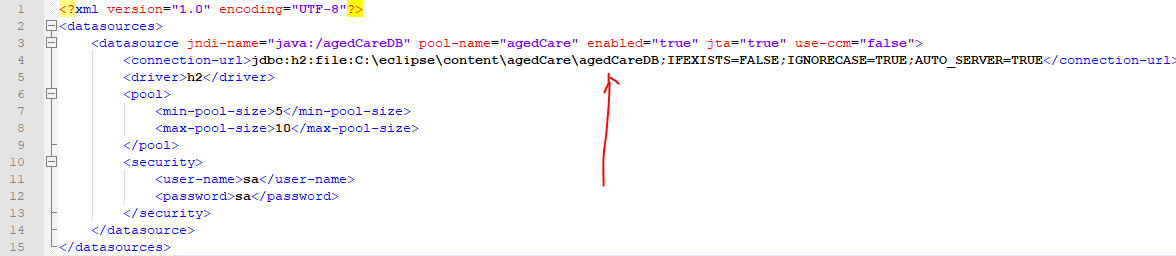 1 <?xml version="1.0" encoding="UTF-8"?>
2 <datasources>
3 <datasource jndi-name="java:/agedCareDB" pool-name="agedCare" enabled="true" jta="true" use-ccm="false">
4 <connection-url>jdbc:h2:file:C:\eclipse\content\agedCare\agedCareDB;IFEXISTS=FALSE;IGNORECASE=TRUE;AUTO_SERVER=TRUE</connection-url>
5 <driver>h2</driver>
6 <pool>
7 <min-pool-size>5</min-pool-size>
8 <max-pool-size>10</max-pool-size>
9 </pool>
10 <security>
11 <user-name>sa</user-name>
12 <password>sa</password>
13 </security>
14 </datasource>
15 </datasources>